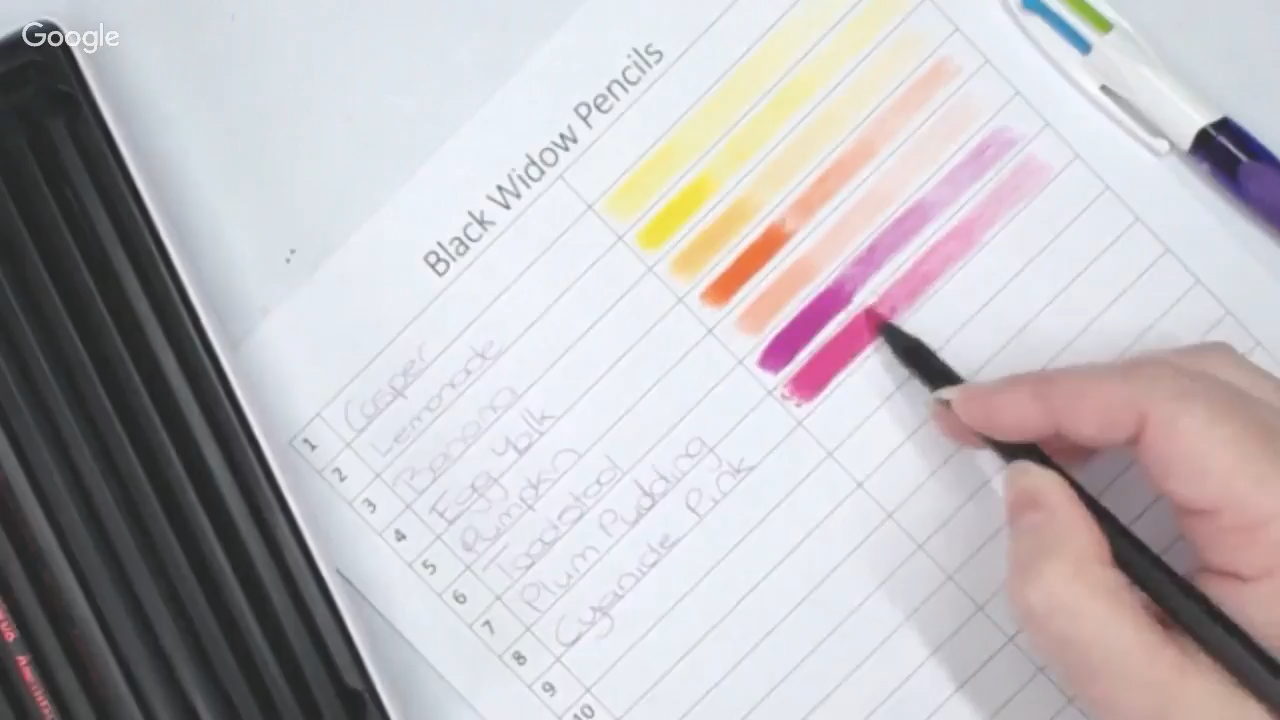 Google
Black Widow Pencils
1 Casper
2 Lemonade
3 Banana
4 Egg Yolk
5 Pumpkin
6 Toadstool
7 Plum Pudding
8 Cyanide Pink
9
10